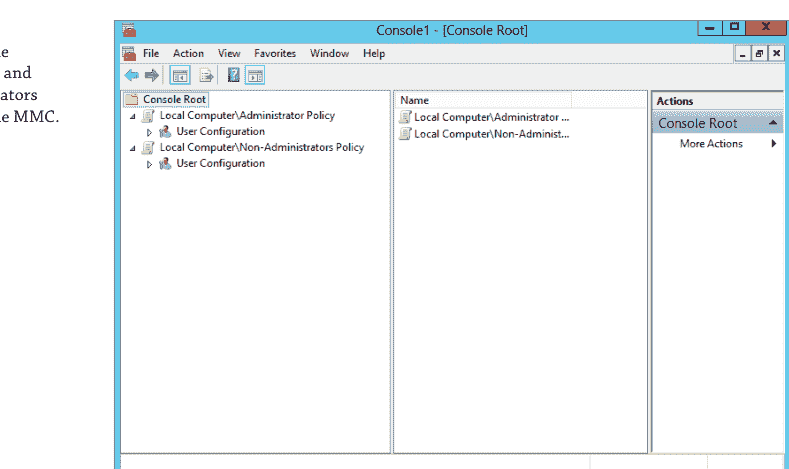 e
and
ators
e MMC.
Console1 - [Console Root]
File Action View Favorites Window Help
Console Root
Local Computer\Administrator Policy
User Configuration
Local Computer\Non-Administrators Policy
User Configuration
Name
Local Computer\Administrator ...
Local Computer\Non-Administ...
Actions
Console Root
More Actions